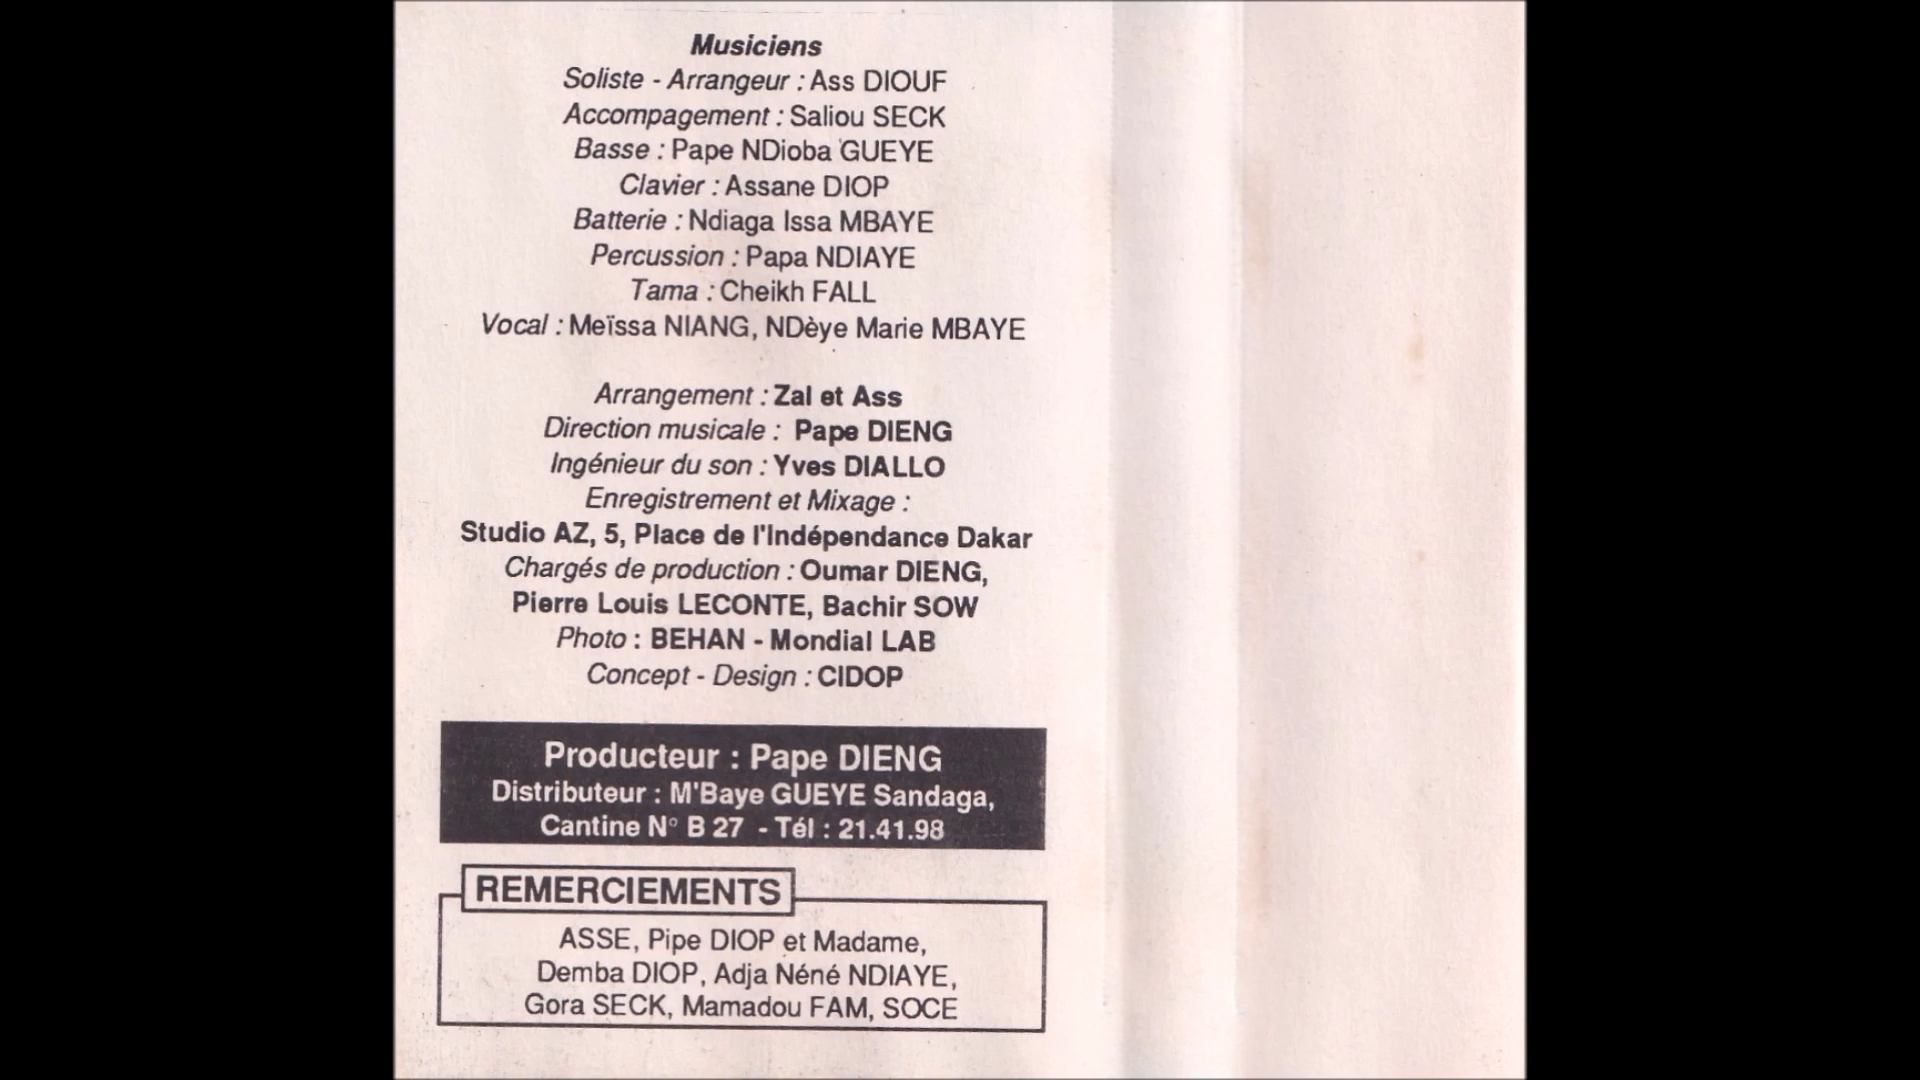 Musiciens
Soliste - Arrangeur : Ass DIOUF
Accompagement : Saliou SECK
Basse : Pape NDioba GUEYE
Clavier : Assane DIOP
Batterie : Ndiaga Issa MBAYE
Percussion : Papa NDIAYE
Tama : Cheikh FALL
Vocal : Meïssa NIANG, NDèye Marie MBAYE
Arrangement : Zal et Ass
Direction musicale : Pape DIENG
Ingénieur du son : Yves DIALLO
Enregistrement et Mixage :
Studio AZ, 5, Place de l'Indépendance Dakar
Chargés de production : Oumar DIENG,
Pierre Louis LECONTE, Bachir SOW
Photo : BEHAN - Mondial LAB
Concept - Design : CIDOP
Producteur : Pape DIENG
Distributeur : M'Baye GUEYE Sandaga,
Cantine N° B 27 - Tél : 21.41.98
REMERCIEMENTS
ASSE, Pipe DIOP et Madame,
Demba DIOP, Adja Néné NDIAYE,
Gora SECK, Mamadou FAM, SOCE